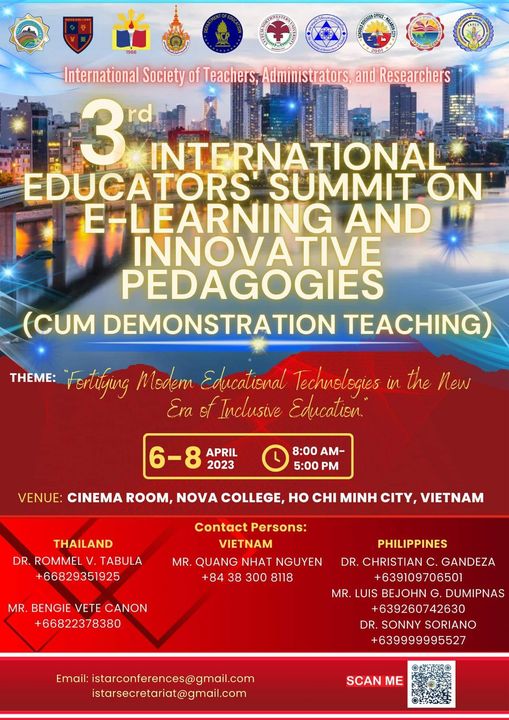 International Society of Teachers, Administrators, and Researchers
3rd INTERNATIONAL
EDUCATORS' SUMMIT ON
E-LEARNING AND
INNOVATIVE
PEDAGOGIES
(CUM DEMONSTRATION TEACHING)
THEME: "Fortifying Modern Educational Technologies in the New
Era of Inclusive Education."
6-8 APRIL 2023
8:00 AM-
5:00 PM
VENUE: CINEMA ROOM, NOVA COLLEGE, HO CHI MINH CITY, VIETNAM
Contact Persons:
THAILAND
DR. ROMMEL V. TABULA
+66829351925
MR. BENGIE VETE CANON
+66822378380
VIETNAM
MR. QUANG NHAT NGUYEN
+84 38 300 8118
PHILIPPINES
DR. CHRISTIAN C. GANDEZA
+639109706501
MR. LUIS BEJOHN G. DUMIPNAS
+639260742630
DR. SONNY SORIANO
+639999995527
Email: istarconferences@gmail.com
istarsecretariat@gmail.com
SCAN ME